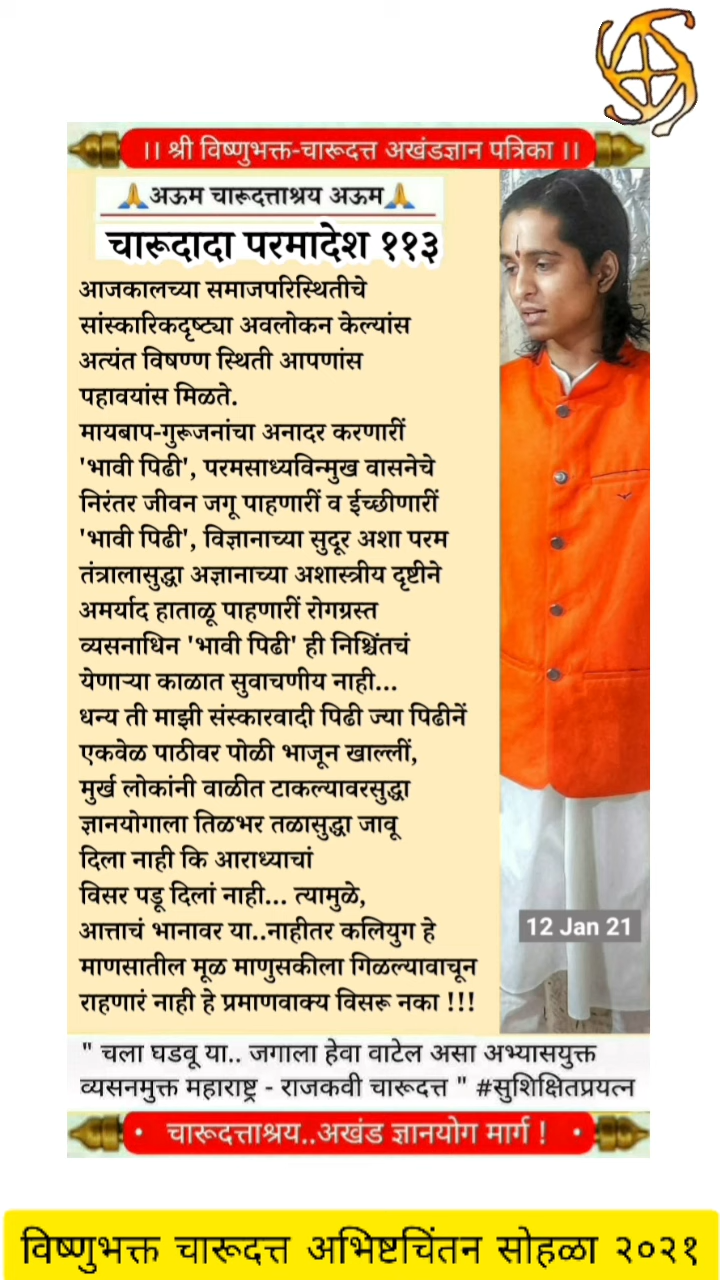 ।। श्री विष्णुभक्त-चारूदत्त अखंडज्ञान पत्रिका ।।
🙏अऊम चारूदत्ताश्रय अऊम🙏
चारूदादा परमादेश ११३
आजकालच्या समाजपरिस्थितीचे
सांस्कारिकदृष्ट्या अवलोकन केल्यांस
अत्यंत विषण्ण स्थिती आपणांस
पहावयांस मिळते.
मायबाप-गुरूजनांचा अनादर करणारीं
'भावी पिढी', परमसाध्यविन्मुख वासनेचे
निरंतर जीवन जगू पाहणारीं व ईच्छीणारीं
'भावी पिढी', विज्ञानाच्या सुदूर अशा परम
तंत्रालासुद्धा अज्ञानाच्या अशास्त्रीय दृष्टीने
अमर्याद हाताळू पाहणारीं रोगग्रस्त
व्यसनाधिन 'भावी पिढी' ही निश्चिंतचं
येणाऱ्या काळात सुवाचणीय नाही...
धन्य ती माझी संस्कारवादी पिढी ज्या पिढीनें
एकवेळ पाठीवर पोळी भाजून खाल्लीं,
मुर्ख लोकांनी वाळीत टाकल्यावरसुद्धा
ज्ञानयोगाला तिळभर तळासुद्धा जावू
दिला नाही कि आराध्याचां
विसर पडू दिलां नाही... त्यामुळे,
आत्ताचं भानावर या..नाहीतर कलियुग हे
माणसातील मूळ माणुसकीला गिळल्यावाचून
राहणारं नाही हे प्रमाणवाक्य विसरू नका !!!
12 Jan 21
" चला घडवू या.. जगाला हेवा वाटेल असा अभ्यासयुक्त
व्यसनमुक्त महाराष्ट्र - राजकवी चारूदत्त " #सुशिक्षितप्रयत्न
• चारूदत्ताश्रय..अखंड ज्ञानयोग मार्ग ! •
विष्णुभक्त चारूदत्त अभिष्टचिंतन सोहळा २०२१